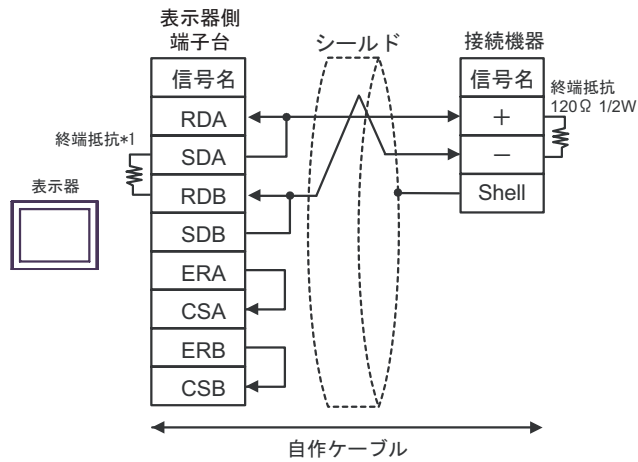 表示器側
端子台
シールド
接続機器
信号名
RDA
SDA
RDB
SDB
ERA
CSA
ERB
CSB
終端抵抗*1
表示器
信号名
+
−
Shell
終端抵抗
120Ω 1/2W
自作ケーブル